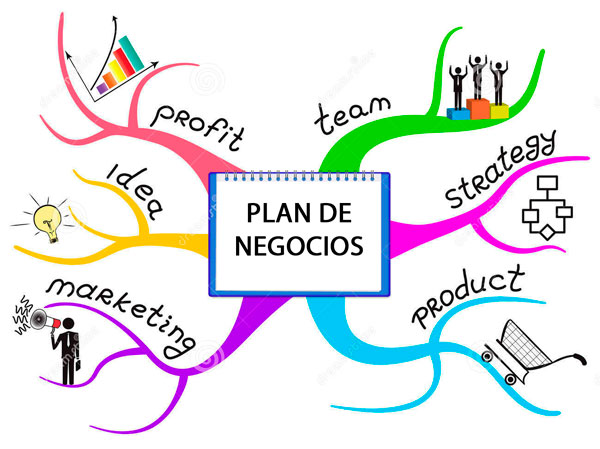 profit
team
idea
strategy
PLAN DE
NEGOCIOS
marketing
product